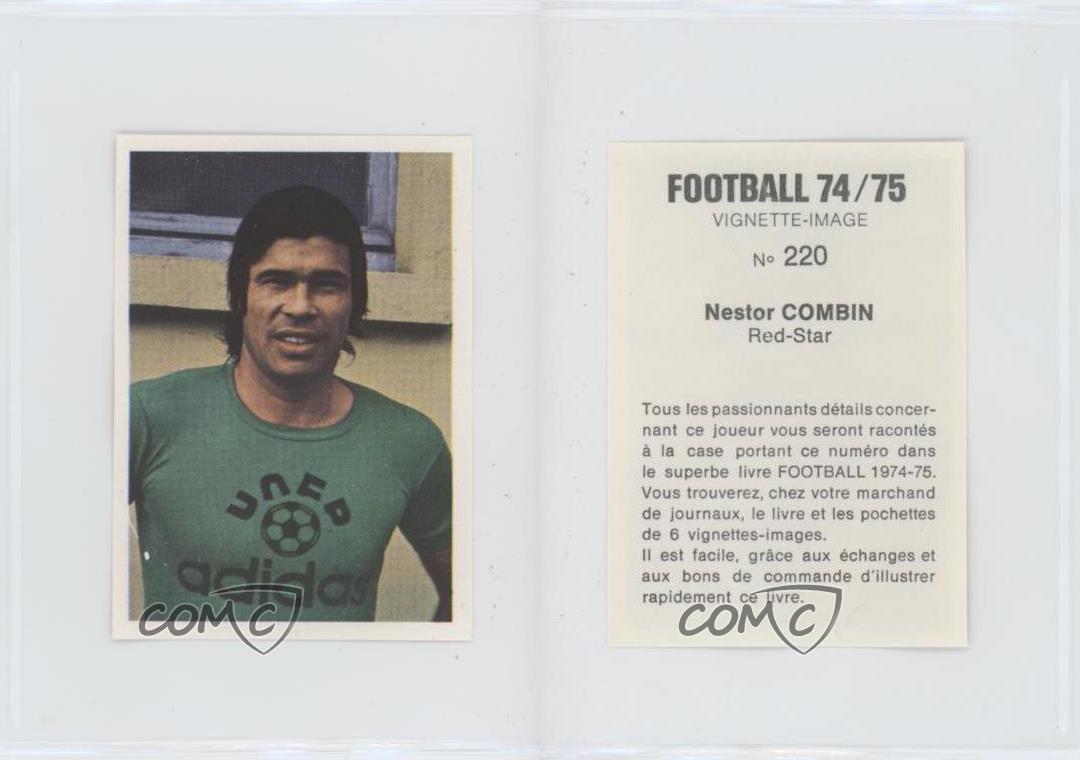 UNFP
adidas
COMC
FOOTBALL 74/75
VIGNETTE-IMAGE
Nº 220
Nestor COMBIN
Red-Star
Tous les passionnants détails concer-
nant ce joueur vous seront racontés
à la case portant ce numéro dans
le superbe livre FOOTBALL 1974-75.
Vous trouverez, chez votre marchand
de journaux, le livre et les pochettes
de 6 vignettes-images.
Il est facile, grâce aux échanges et
aux bons de commande d'illustrer
rapidement ce livre.
COMC